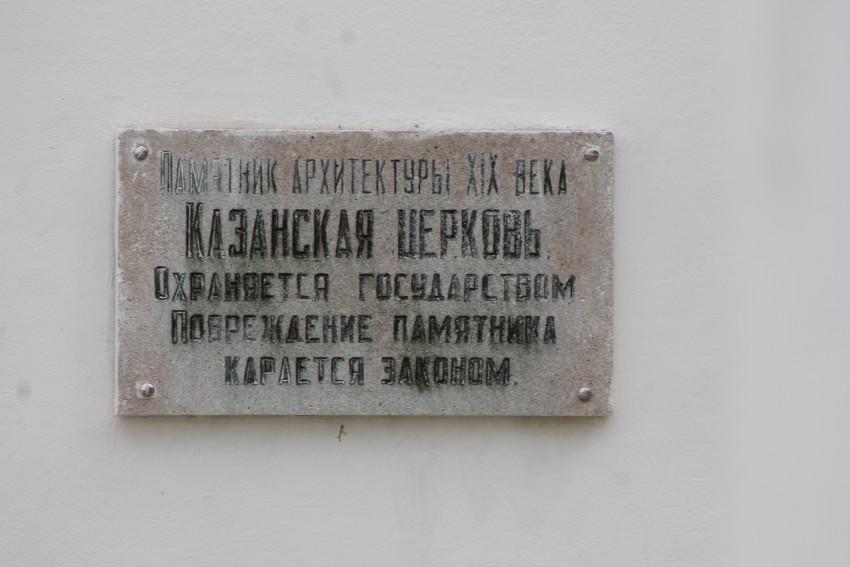 Памятник архитектуры XIX века
Казанская церковь.
Охраняется государством
Повреждение памятника
карается законом.